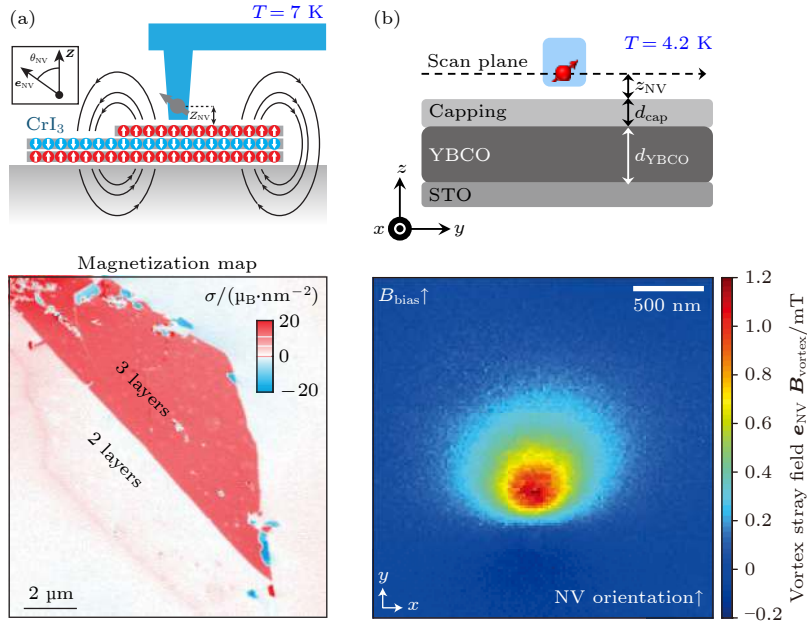 (a)
T = 7 K
θNV
z
eNV
zNV
CrI3
Magnetization map
σ/(µB·nm−2)
20
0
−20
3 layers
2 layers
2 µm
(b)
T = 4.2 K
Scan plane
zNV
Capping
dcap
YBCO
dYBCO
STO
z
x
y
Bbias↑
500 nm
y
x
NV orientation↑
1.2
1.0
0.8
0.6
0.4
0.2
0
−0.2
Vortex stray field eNV Bvortex/mT